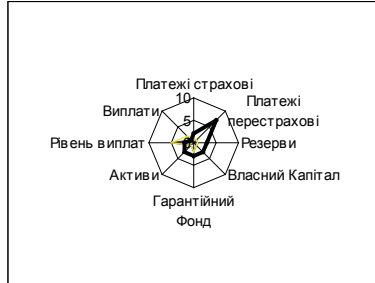 Платежі страхові
Платежі
перестрахові
Резерви
Власний Капітал
Гарантійний
Фонд
Активи
Рівень виплат
Виплати
10
5
0